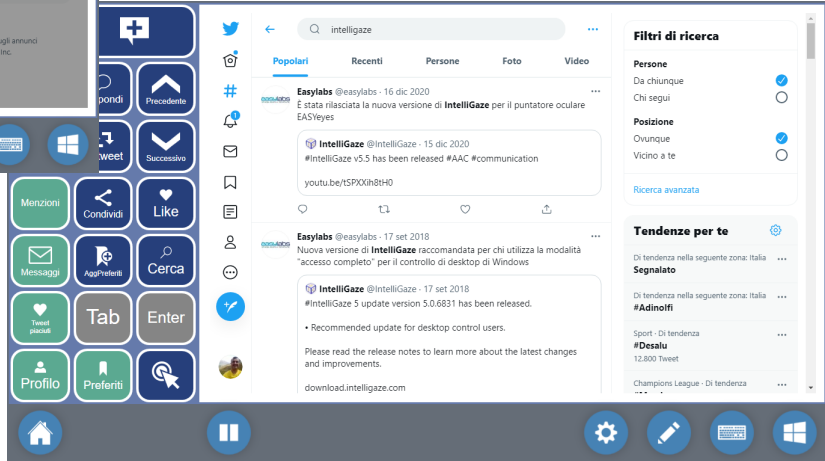 ugli annunci
Inc.
pondi
Precedente
tweet
Successivo
Menzioni
Condividi
Like
Messaggi
AggPreferiti
Cerca
Tweet
piaciuti
Tab
Enter
Profilo
Preferiti
intelligaze
Popolari
Recenti
Persone
Foto
Video
Easylabs @easylabs · 16 dic 2020
È stata rilasciata la nuova versione di IntelliGaze per il puntatore oculare
EASYeyes
easylabs
IntelliGaze @IntelliGaze · 15 dic 2020
#IntelliGaze v5.5 has been released #AAC #communication
youtu.be/tSPXXih8tH0
Easylabs @easylabs · 17 set 2018
Nuova versione di IntelliGaze raccomandata per chi utilizza la modalità
"accesso completo" per il controllo di desktop di Windows
easylabs
IntelliGaze @IntelliGaze · 17 set 2018
#IntelliGaze 5 update version 5.0.6831 has been released.
• Recommended update for desktop control users.
Please read the release notes to learn more about the latest changes
and improvements.
download.intelligaze.com
1
Filtri di ricerca
Persone
Da chiunque
Chi segui
Posizione
Ovunque
Vicino a te
Ricerca avanzata
Tendenze per te
Di tendenza nella seguente zona: Italia
Segnalato
Di tendenza nella seguente zona: Italia
#Adinolfi
Sport · Di tendenza
#Desalu
12.800 Tweet
Champions League · Di tendenza